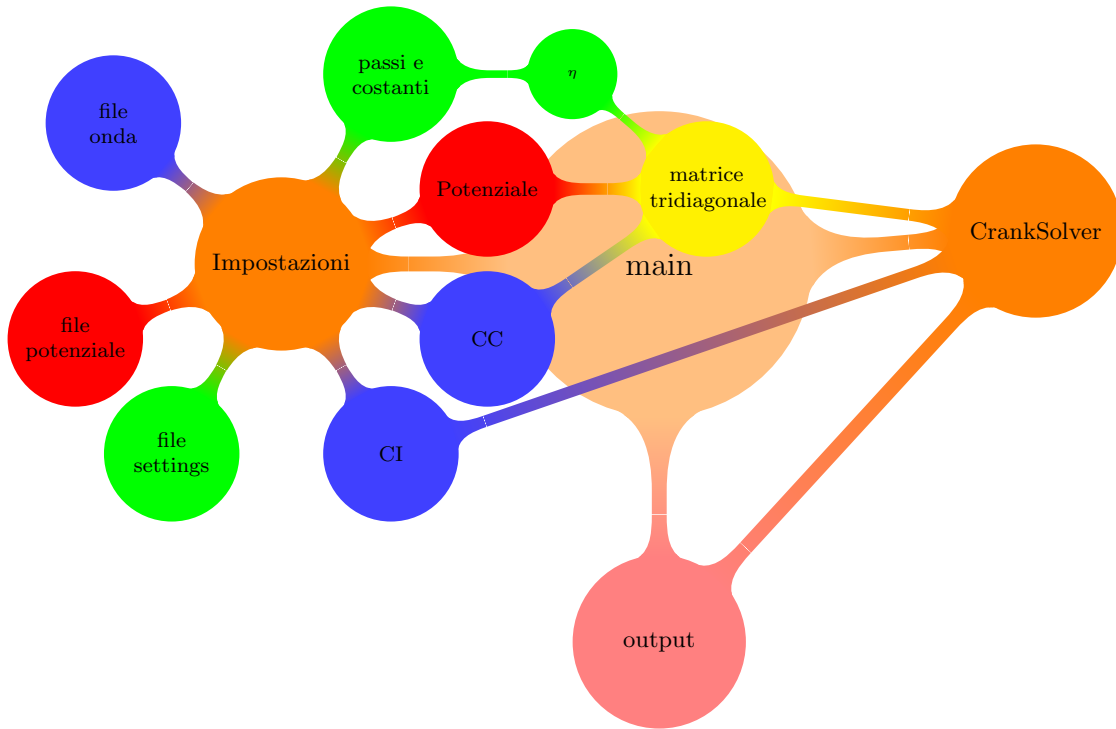 passi e
costanti
η
file
onda
Potenziale
matrice
tridiagonale
CrankSolver
Impostazioni
main
file
potenziale
CC
file
settings
CI
output